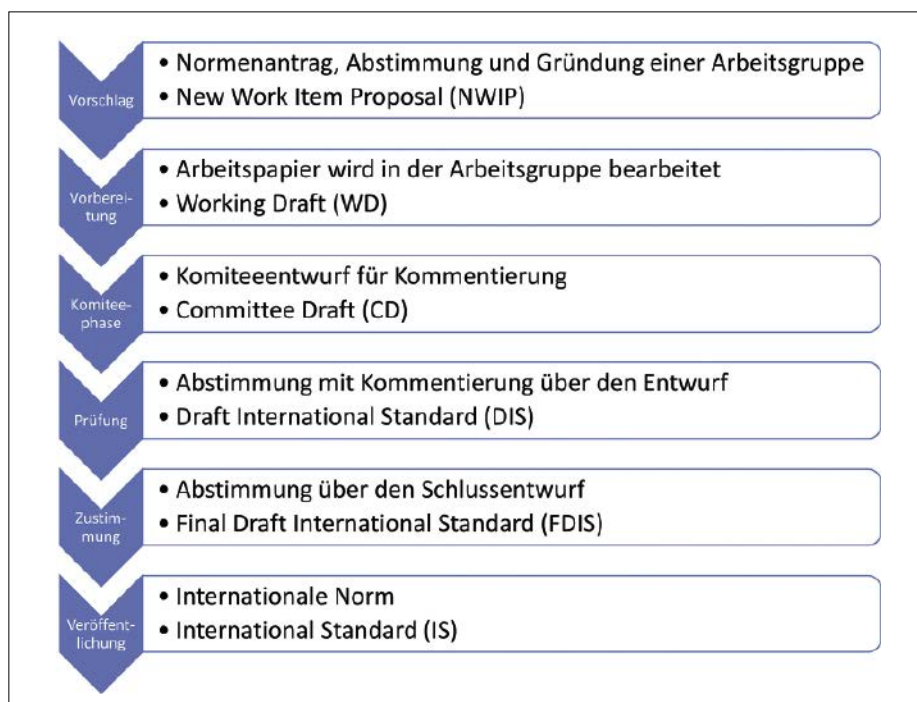 Vorschlag
• Normenantrag, Abstimmung und Gründung einer Arbeitsgruppe
• New Work Item Proposal (NWIP)
Vorberei-
tung
• Arbeitspapier wird in der Arbeitsgruppe bearbeitet
• Working Draft (WD)
Komitee-
phase
• Komiteeentwurf für Kommentierung
• Committee Draft (CD)
Prüfung
• Abstimmung mit Kommentierung über den Entwurf
• Draft International Standard (DIS)
Zustim-
mung
• Abstimmung über den Schlussentwurf
• Final Draft International Standard (FDIS)
Veröffent-
lichung
• Internationale Norm
• International Standard (IS)